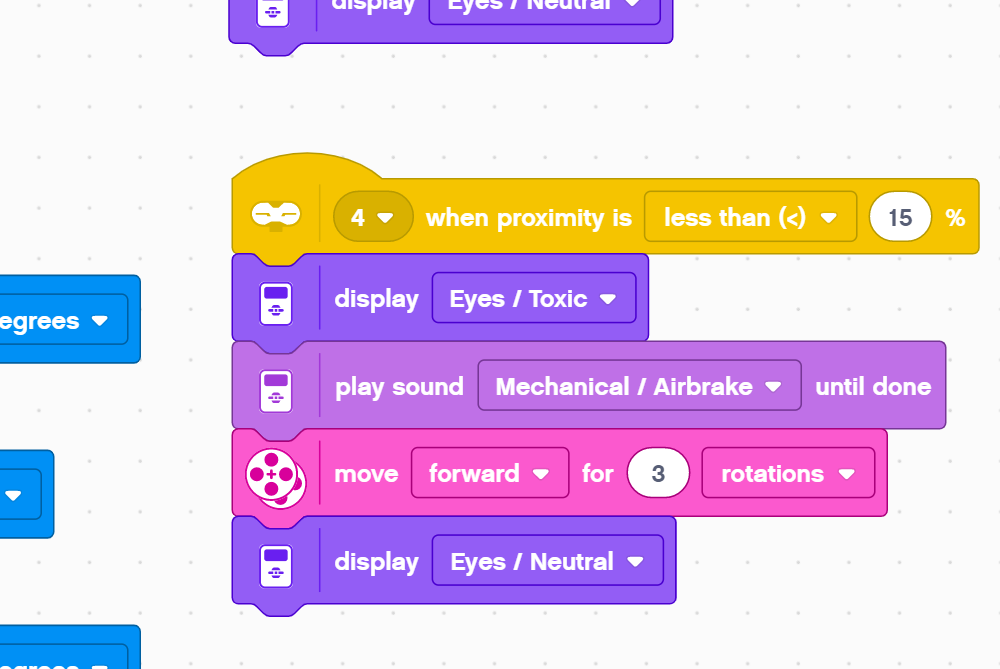 display Eyes / Neutral
4 when proximity is less than (<) 15 %
display Eyes / Toxic
egrees
play sound Mechanical / Airbrake until done
move forward for 3 rotations
display Eyes / Neutral